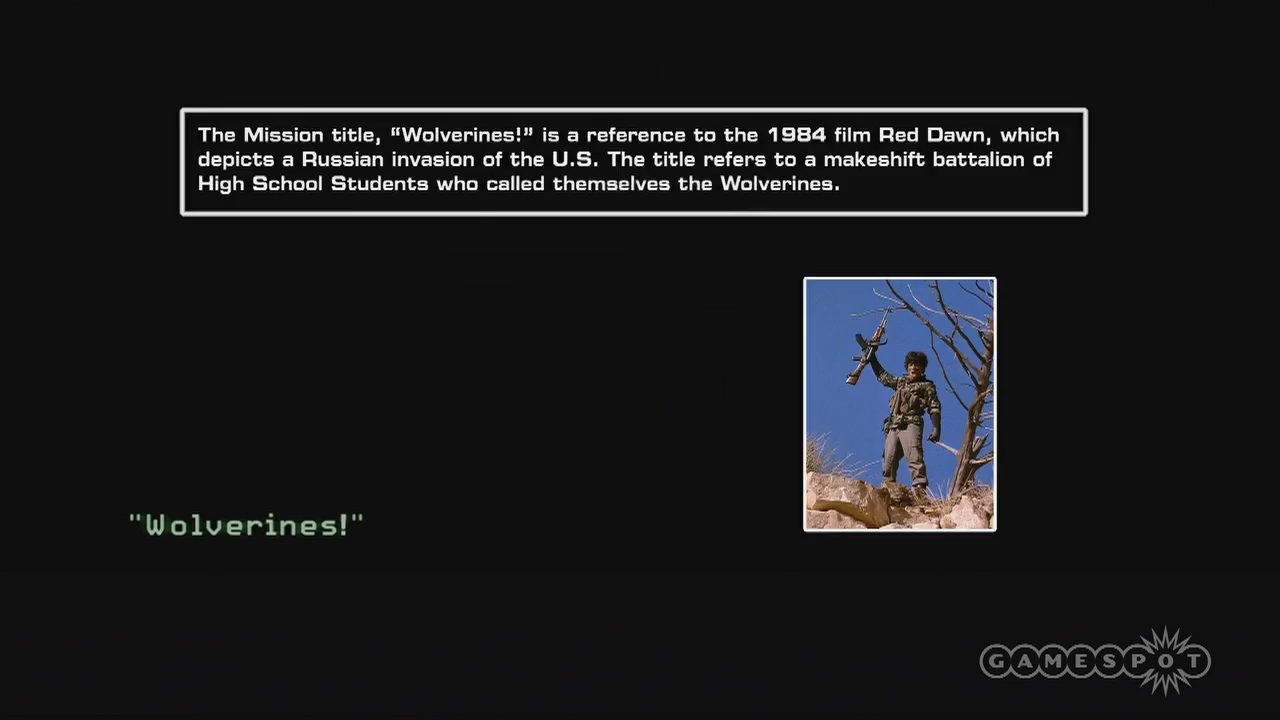 The Mission title, “Wolverines!” is a reference to the 1984 film Red Dawn, which
depicts a Russian invasion of the U.S. The title refers to a makeshift battalion of
High School Students who called themselves the Wolverines.
"Wolverines!"
GAMESPOT